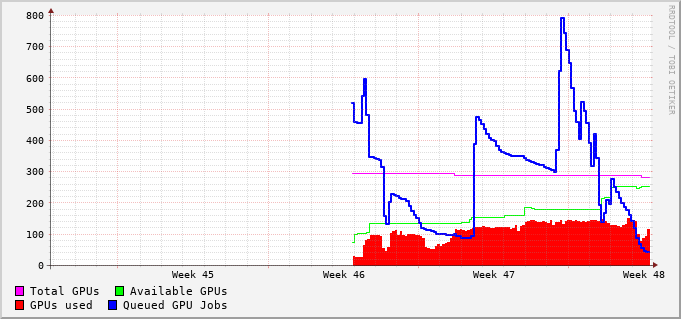 800
700
600
500
400
300
200
100
0
Week 45 Week 46 Week 47 Week 48
Total GPUs Available GPUs
GPUs used Queued GPU Jobs
RRDTOOL / TOBI OETIKER